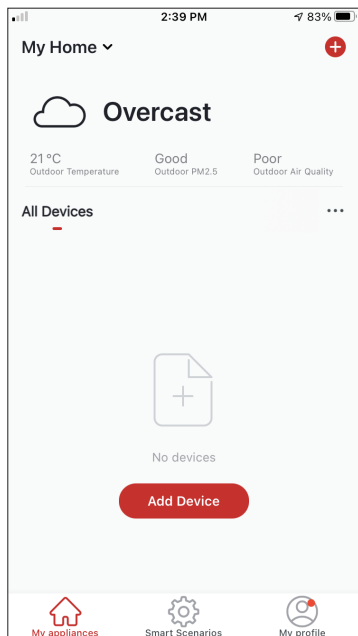 2:39 PM 83%
My Home
Overcast
21°C Good Poor
Outdoor Temperature Outdoor PM2.5 Outdoor Air Quality
All Devices
No devices
Add Device
My appliances Smart Scenarios My profile